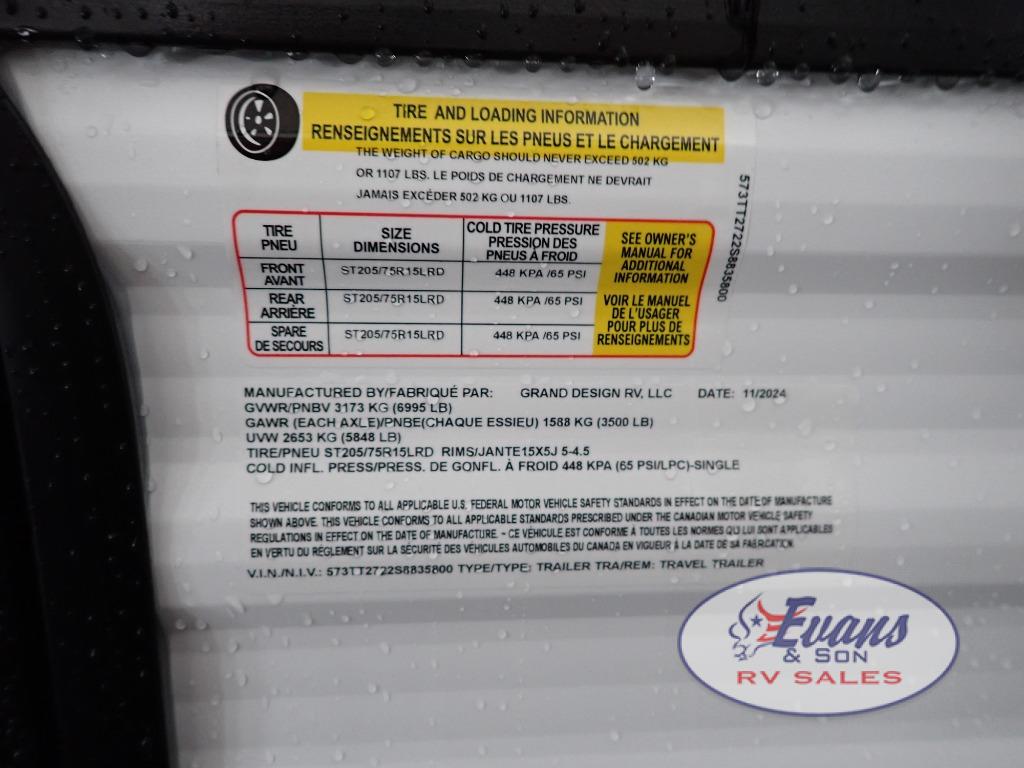 TIRE AND LOADING INFORMATION
RENSEIGNEMENTS SUR LES PNEUS ET LE CHARGEMENT
THE WEIGHT OF CARGO SHOULD NEVER EXCEED 502 KG
OR 1107 LBS. LE POIDS DE CHARGEMENT NE DEVRAIT
JAMAIS EXCÉDER 502 KG OU 1107 LBS.
573TT2722S8835800
TIRE
PNEU
SIZE
DIMENSIONS
COLD TIRE PRESSURE
PRESSION DES
PNEUS À FROID
SEE OWNER'S
MANUAL FOR
ADDITIONAL
INFORMATION
FRONT
AVANT
ST205/75R15LRD
448 KPA /65 PSI
REAR
ARRIÈRE
ST205/75R15LRD
448 KPA /65 PSI
VOIR LE MANUEL
DE L'USAGER
POUR PLUS DE
RENSEIGNEMENTS
SPARE
DE SECOURS
ST205/75R15LRD
448 KPA /65 PSI
MANUFACTURED BY/FABRIQUÉ PAR: GRAND DESIGN RV, LLC DATE: 11/2024
GVWR/PNBV 3173 KG (6995 LB)
GAWR (EACH AXLE)/PNBE(CHAQUE ESSIEU) 1588 KG (3500 LB)
UVW 2653 KG (5848 LB)
TIRE/PNEU ST205/75R15LRD RIMS/JANTE15X5J 5-4.5
COLD INFL. PRESS/PRESS. DE GONFL. À FROID 448 KPA (65 PSI/LPC)-SINGLE
THIS VEHICLE CONFORMS TO ALL APPLICABLE U.S. FEDERAL MOTOR VEHICLE SAFETY STANDARDS IN EFFECT ON THE DATE OF MANUFACTURE
SHOWN ABOVE. THIS VEHICLE CONFORMS TO ALL APPLICABLE STANDARDS PRESCRIBED UNDER THE CANADIAN MOTOR VEHICLE SAFETY
REGULATIONS IN EFFECT ON THE DATE OF MANUFACTURE. - CE VÉHICULE EST CONFORME À TOUTES LES NORMES QUI LUI SONT APPLICABLES
EN VERTU DU RÈGLEMENT SUR LA SÉCURITÉ DES VÉHICULES AUTOMOBILES DU CANADA EN VIGUEUR À LA DATE DE SA FABRICATION.
V.I.N./N.I.V.: 573TT2722S8835800 TYPE/TYPE: TRAILER TRA/REM: TRAVEL TRAILER
Evans
& SON
RV SALES